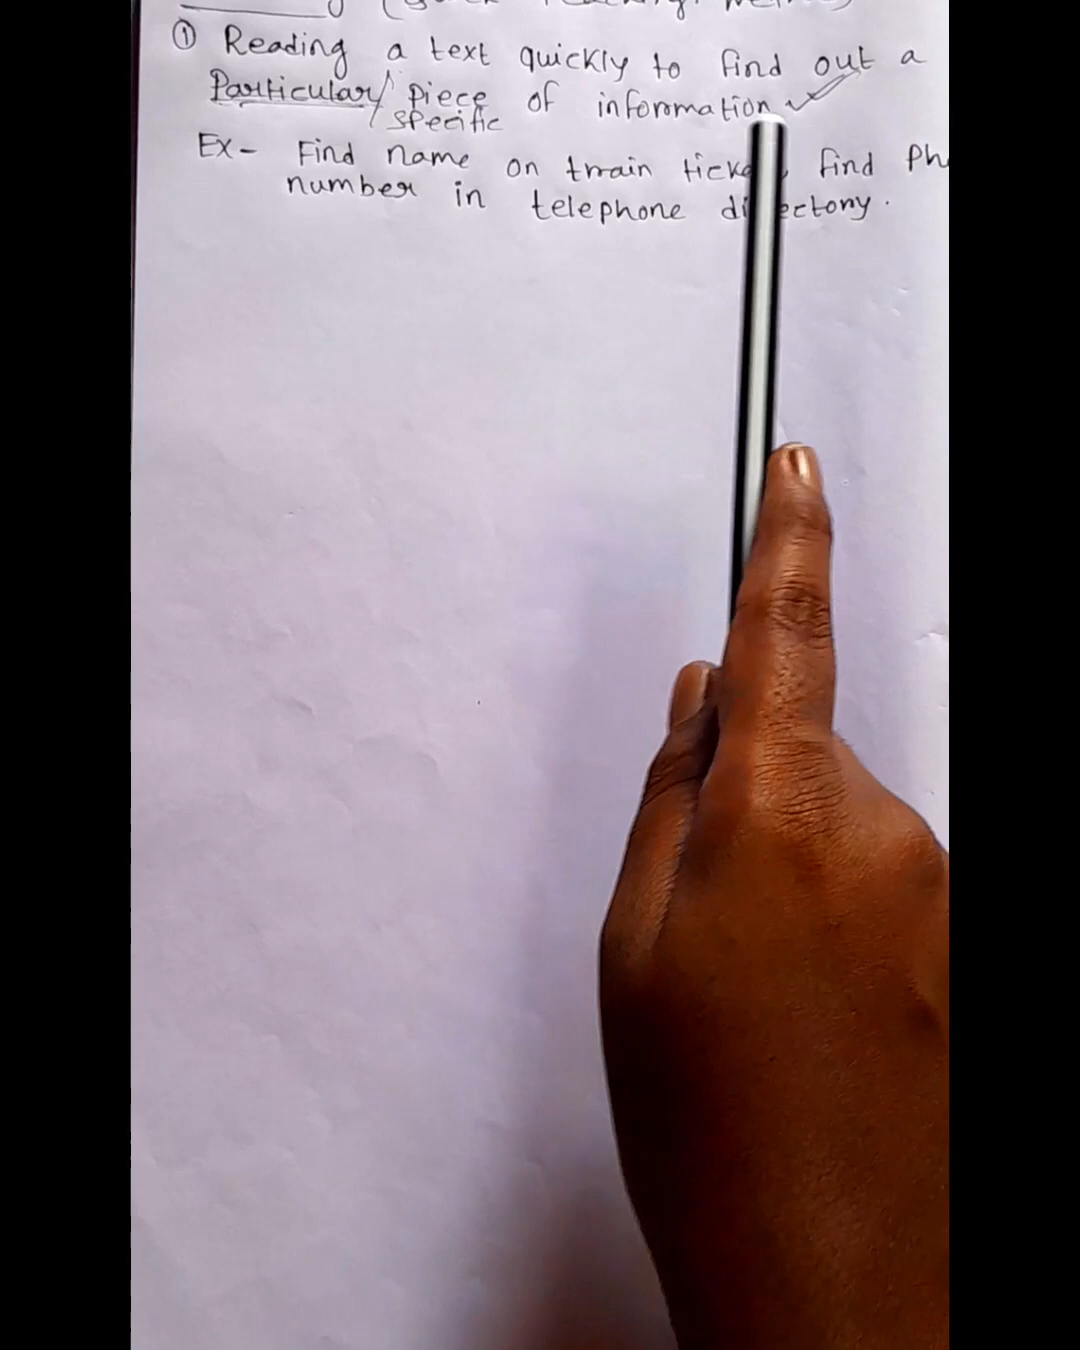 ① Reading a text quickly to find out a
Particular/ piece of information
specific
Ex- Find name on train find
number in telephone directory.